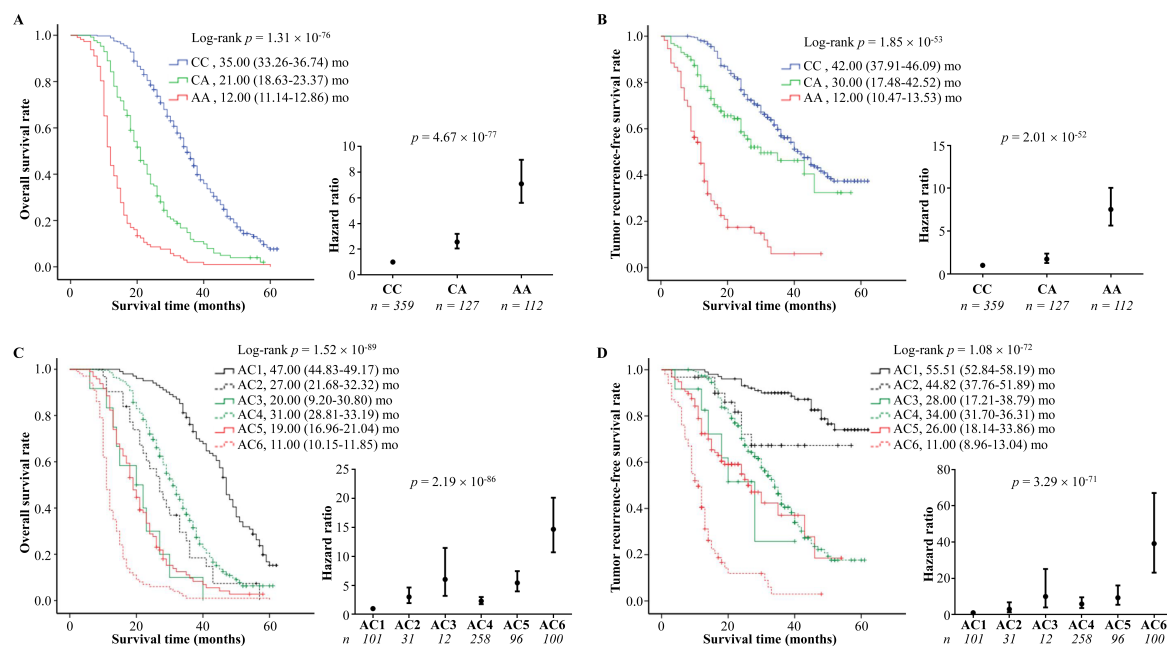 A
Log-rank p = 1.31 × 10-76
CC , 35.00 (33.26-36.74) mo
CA , 21.00 (18.63-23.37) mo
AA , 12.00 (11.14-12.86) mo
Overall survival rate
1.0
0.8
0.6
0.4
0.2
0.0
0
20
40
60
Survival time (months)
p = 4.67 × 10-77
Hazard ratio
10
8
6
4
2
0
CC CA AA
n = 359 n = 127 n = 112
B
Log-rank p = 1.85 × 10-53
CC , 42.00 (37.91-46.09) mo
CA , 30.00 (17.48-42.52) mo
AA , 12.00 (10.47-13.53) mo
Tumor recurrence-free survival rate
1.0
0.8
0.6
0.4
0.2
0.0
0
20
40
60
Survival time (months)
p = 2.01 × 10-52
Hazard ratio
15
10
5
0
CC CA AA
n = 359 n = 127 n = 112
C
Log-rank p = 1.52 × 10-89
AC1, 47.00 (44.83-49.17) mo
AC2, 27.00 (21.68-32.32) mo
AC3, 20.00 (9.20-30.80) mo
AC4, 31.00 (28.81-33.19) mo
AC5, 19.00 (16.96-21.04) mo
AC6, 11.00 (10.15-11.85) mo
Overall survival rate
1.0
0.8
0.6
0.4
0.2
0.0
0
20
40
60
Survival time (months)
p = 2.19 × 10-86
Hazard ratio
25
20
15
10
5
0
AC1 AC2 AC3 AC4 AC5 AC6
n 101 31 12 258 96 100
D
Log-rank p = 1.08 × 10-72
AC1, 55.51 (52.84-58.19) mo
AC2, 44.82 (37.76-51.89) mo
AC3, 28.00 (17.21-38.79) mo
AC4, 34.00 (31.70-36.31) mo
AC5, 26.00 (18.14-33.86) mo
AC6, 11.00 (8.96-13.04) mo
Tumor recurrence-free survival rate
1.0
0.8
0.6
0.4
0.2
0.0
0
20
40
60
Survival time (months)
p = 3.29 × 10-71
Hazard ratio
80
60
40
20
0
AC1 AC2 AC3 AC4 AC5 AC6
n 101 31 12 258 96 100